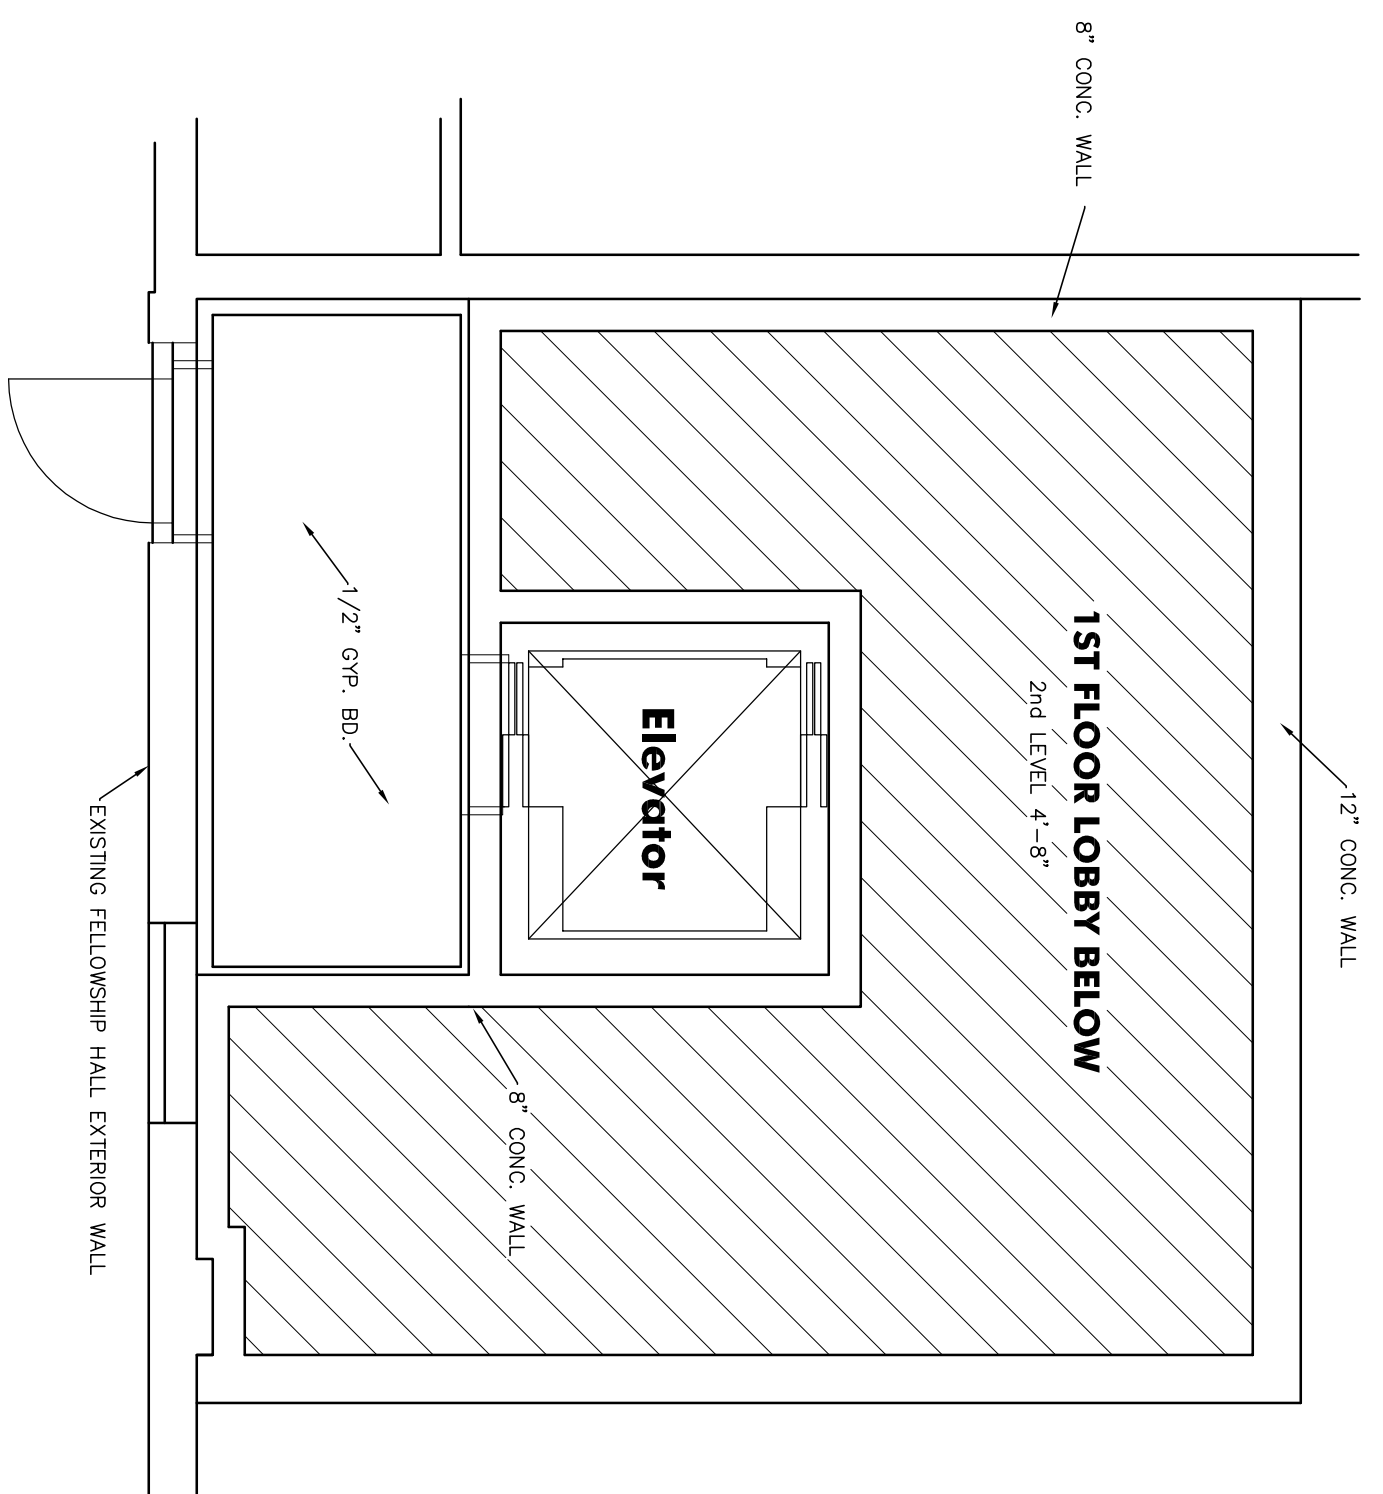 8” CONC. WALL
12” CONC. WALL
1ST FLOOR LOBBY BELOW
2nd LEVEL 4’-8”
Elevator
8” CONC. WALL
1/2” GYP. BD.
EXISTING FELLOWSHIP HALL EXTERIOR WALL